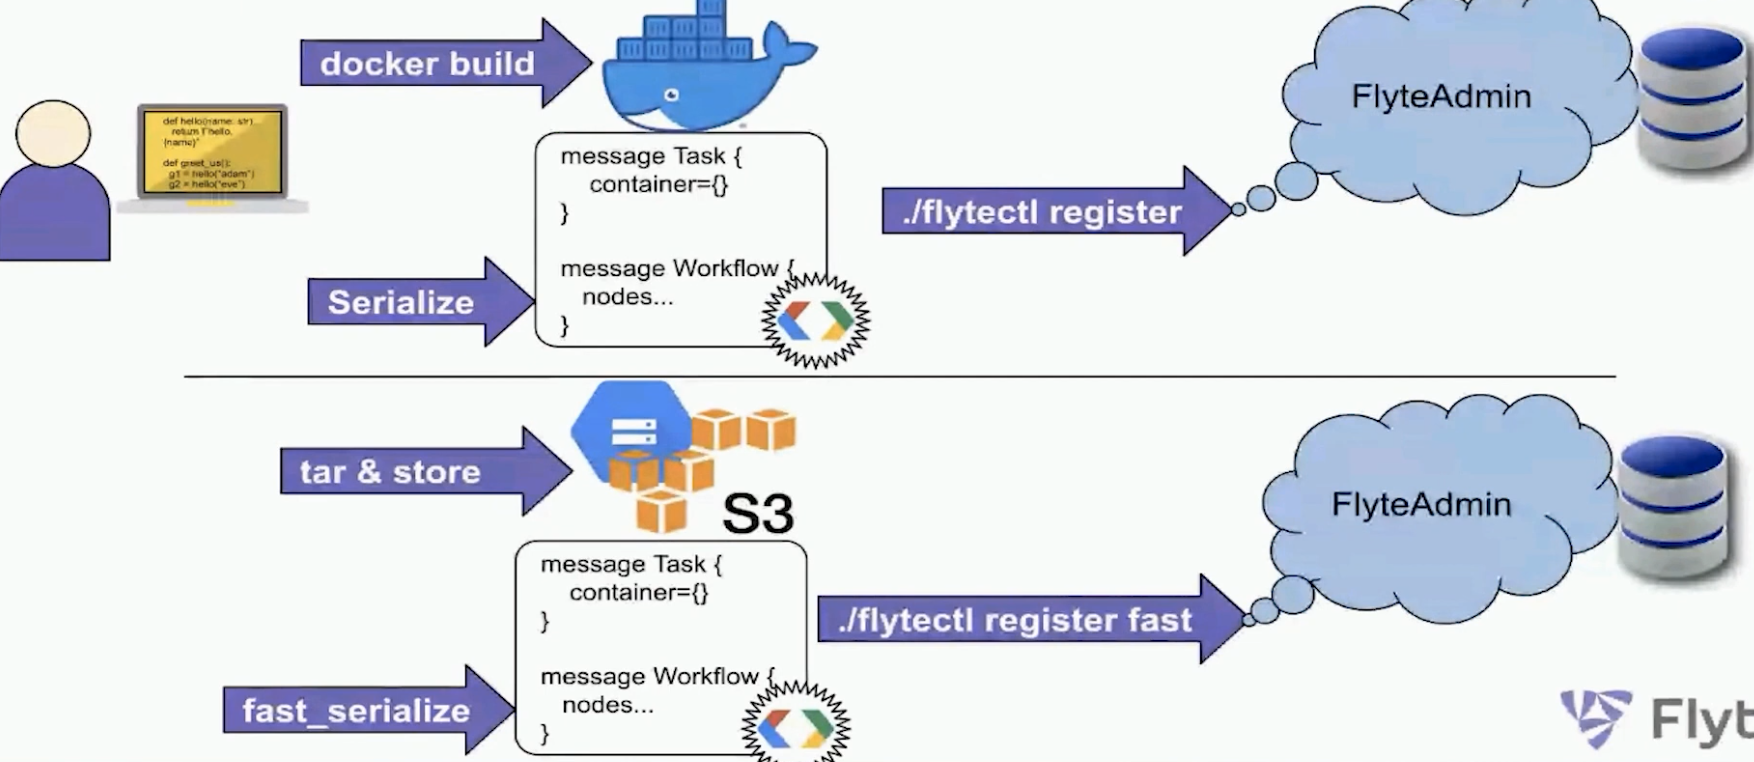 docker build
def hello(name: str)...
return f"hello,
{name}"
def greet_us():
g1 = hello("adam")
g2 = hello("eve")
message Task {
container={}
}
message Workflow {
nodes...
}
Serialize
./flytectl register
FlyteAdmin
tar & store
S3
message Task {
container={}
}
message Workflow {
nodes...
}
fast_serialize
./flytectl register fast
FlyteAdmin
Flyt